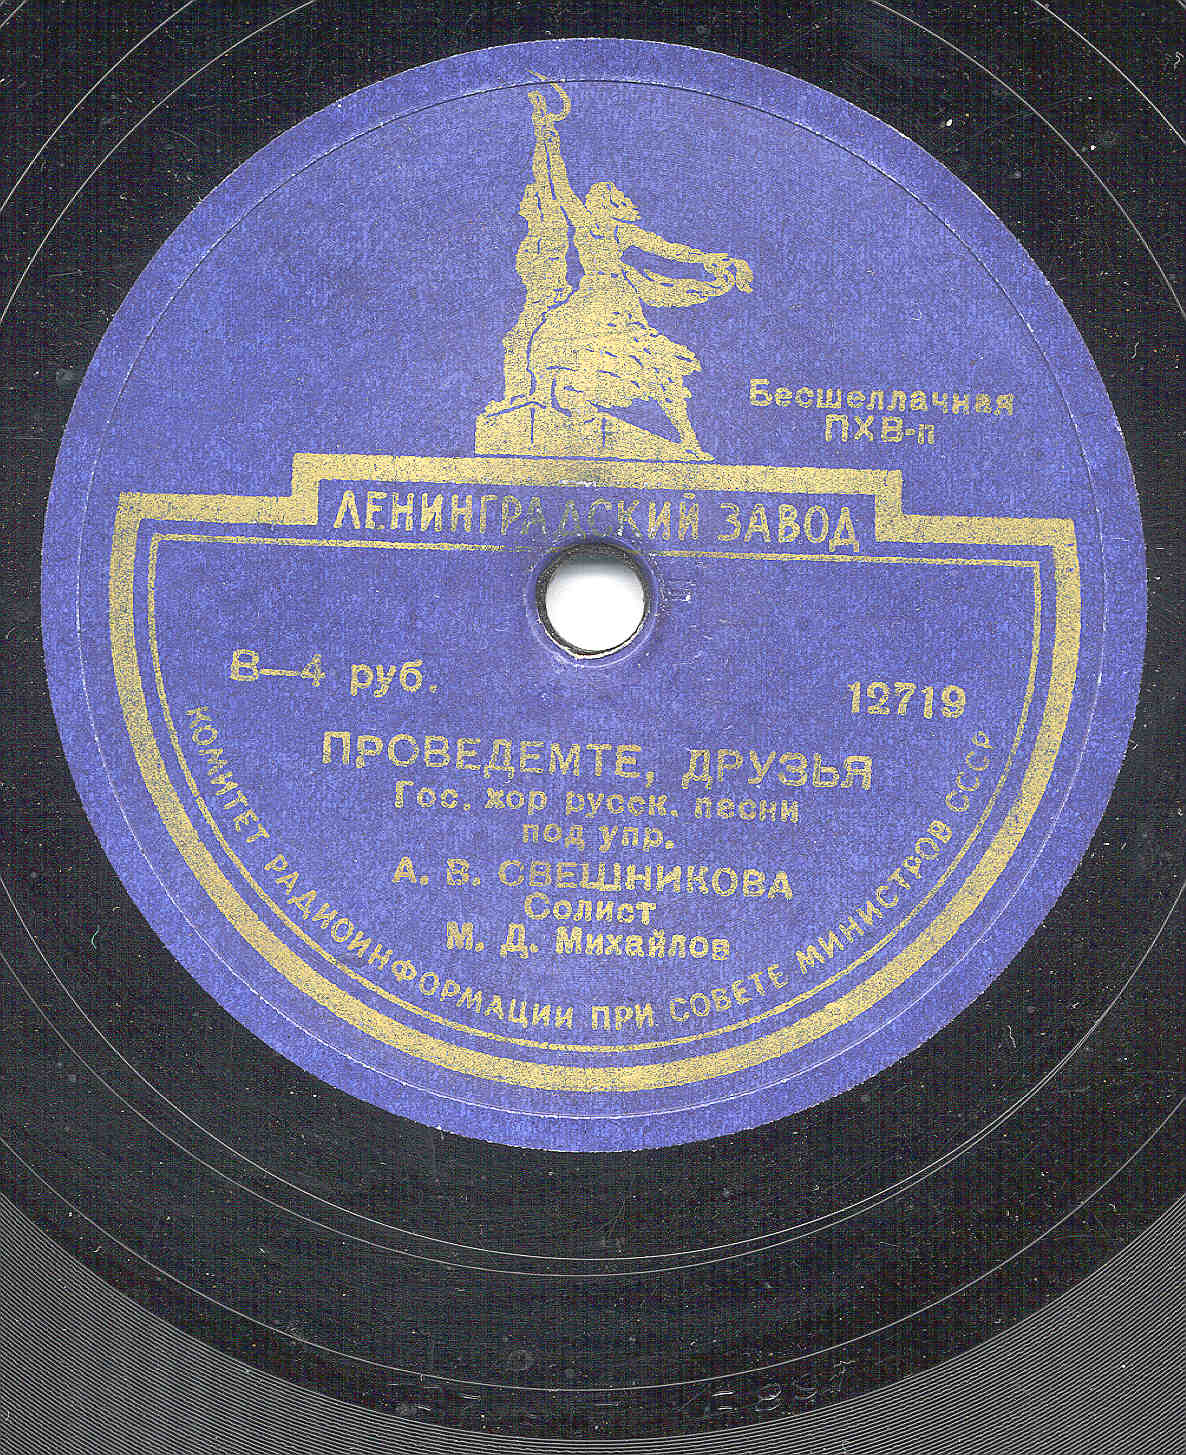 Бесшеллачная
ПХВ-п
ЛЕНИНГРАДСКИЙ ЗАВОД
В—4 руб.
12719
ПРОВЕДЕМТЕ, ДРУЗЬЯ
Гос. хор русск. песни
под упр.
А. В. СВЕШНИКОВА
Солист
М. Д. Михайлов
КОМИТЕТ РАДИОИНФОРМАЦИИ ПРИ СОВЕТЕ МИНИСТРОВ СССР